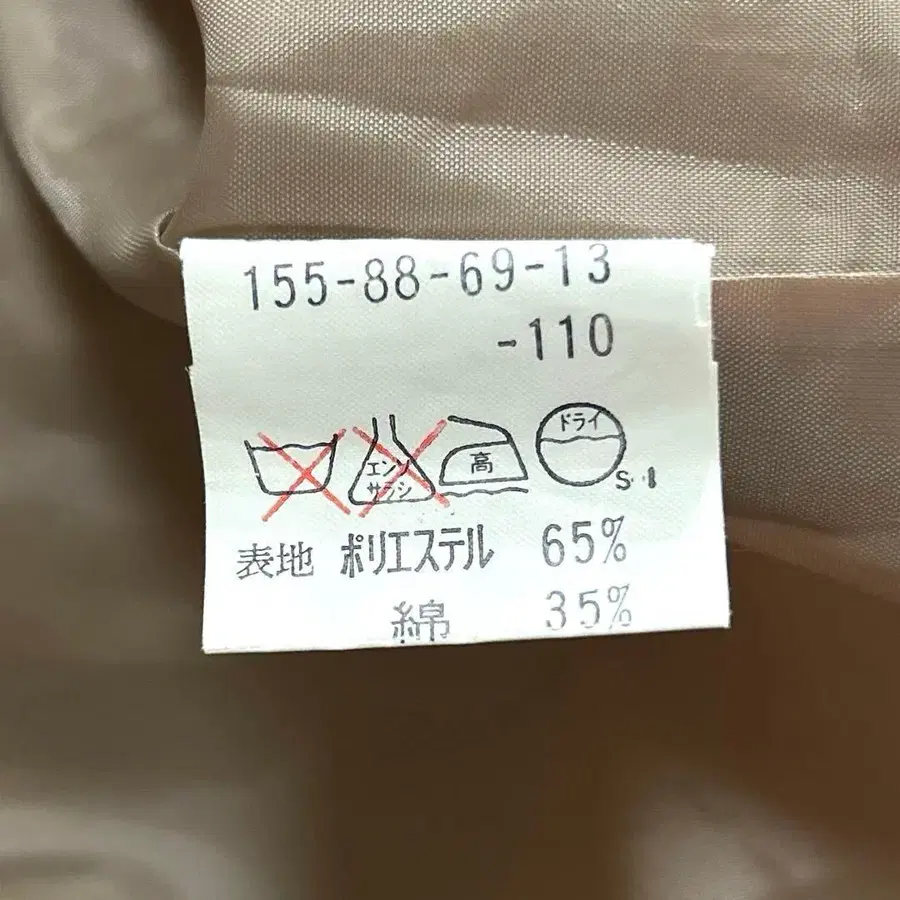 155-88-69-13
-110
エンソ
サラシ
高
ドライ
S・1
表地 ポリエステル 65%
綿 35%